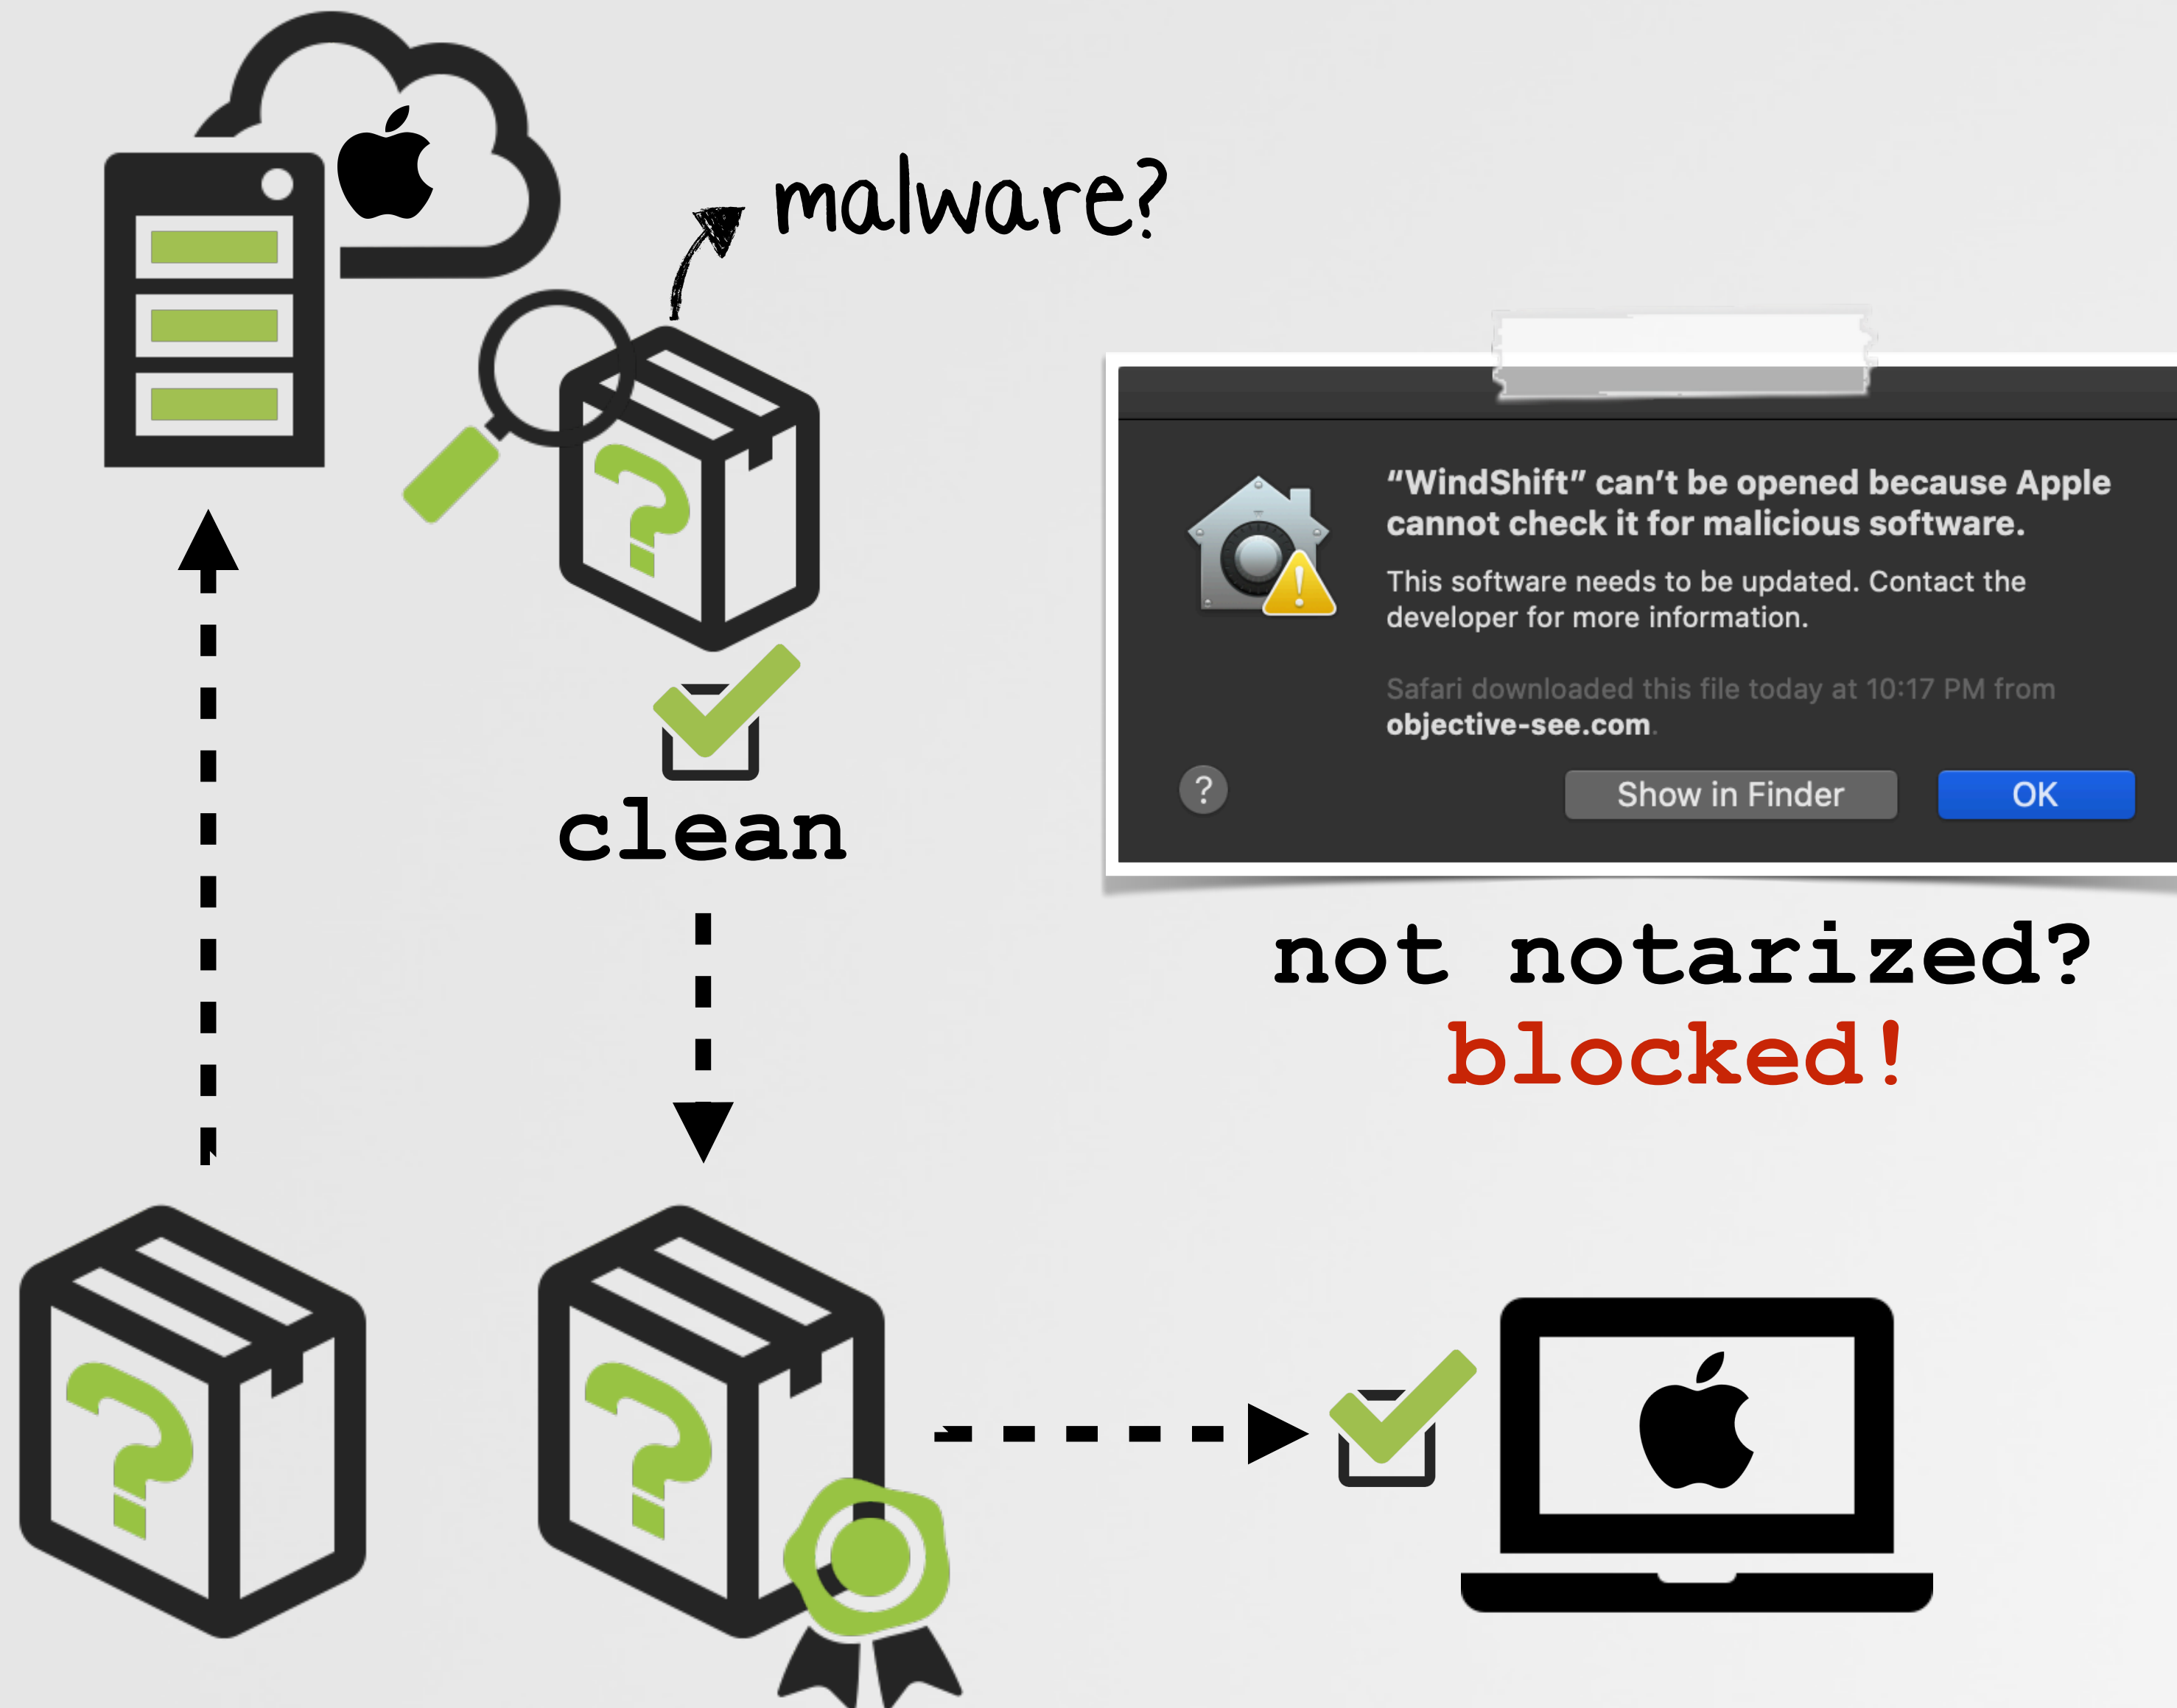 malware?
“WindShift” can’t be opened because Apple
cannot check it for malicious software.
This software needs to be updated. Contact the
developer for more information.
Safari downloaded this file today at 10:17 PM from
objective-see.com.
?
Show in Finder
OK
clean
not notarized?
blocked!
?
?
?